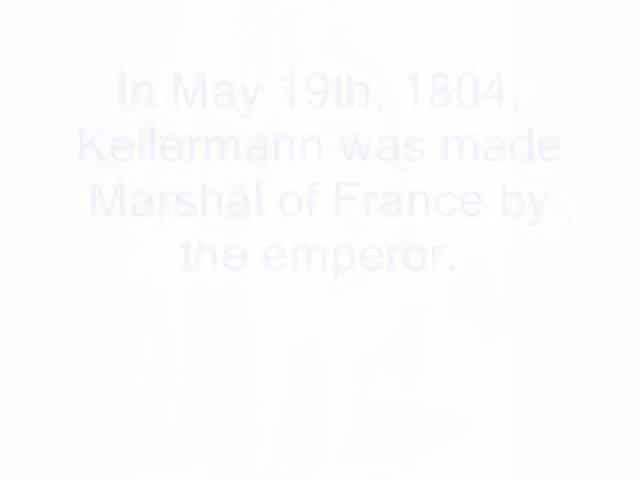 In May 19th, 1804,
Kellermann was made
Marshal of France by
the emperor.